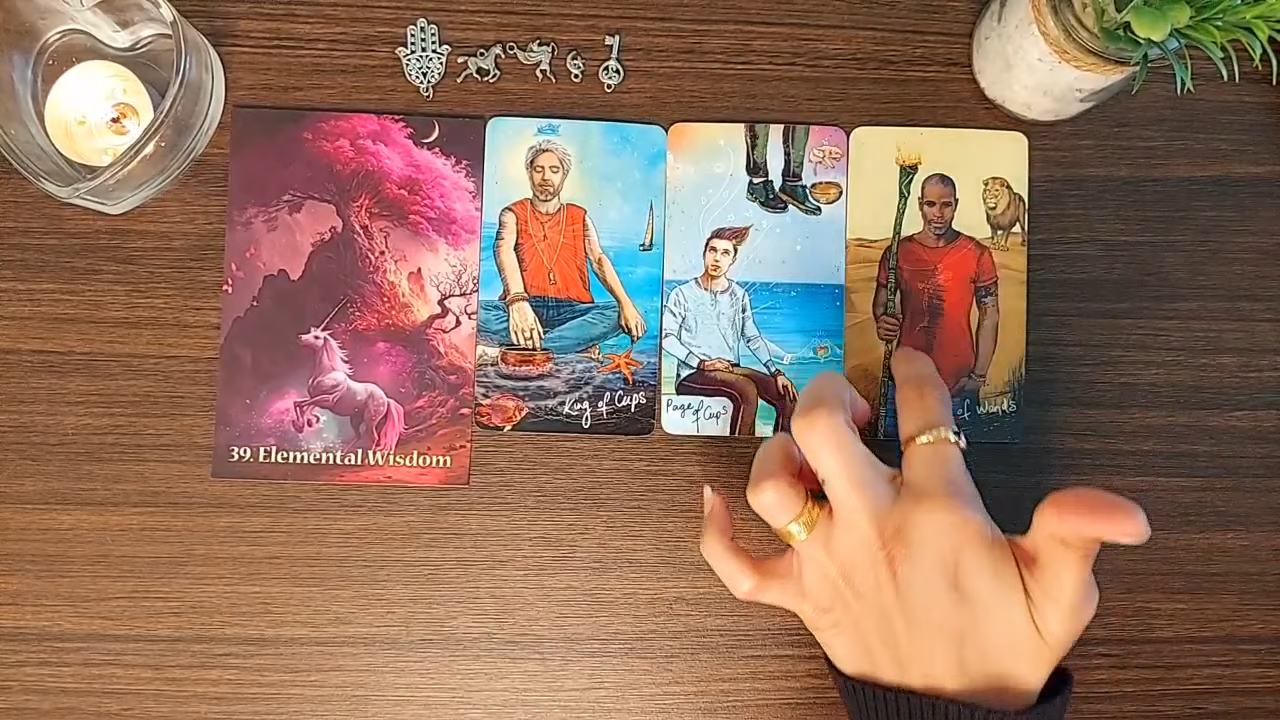 39. Elemental Wisdom
King of Cups
Page of Cups
of Wands